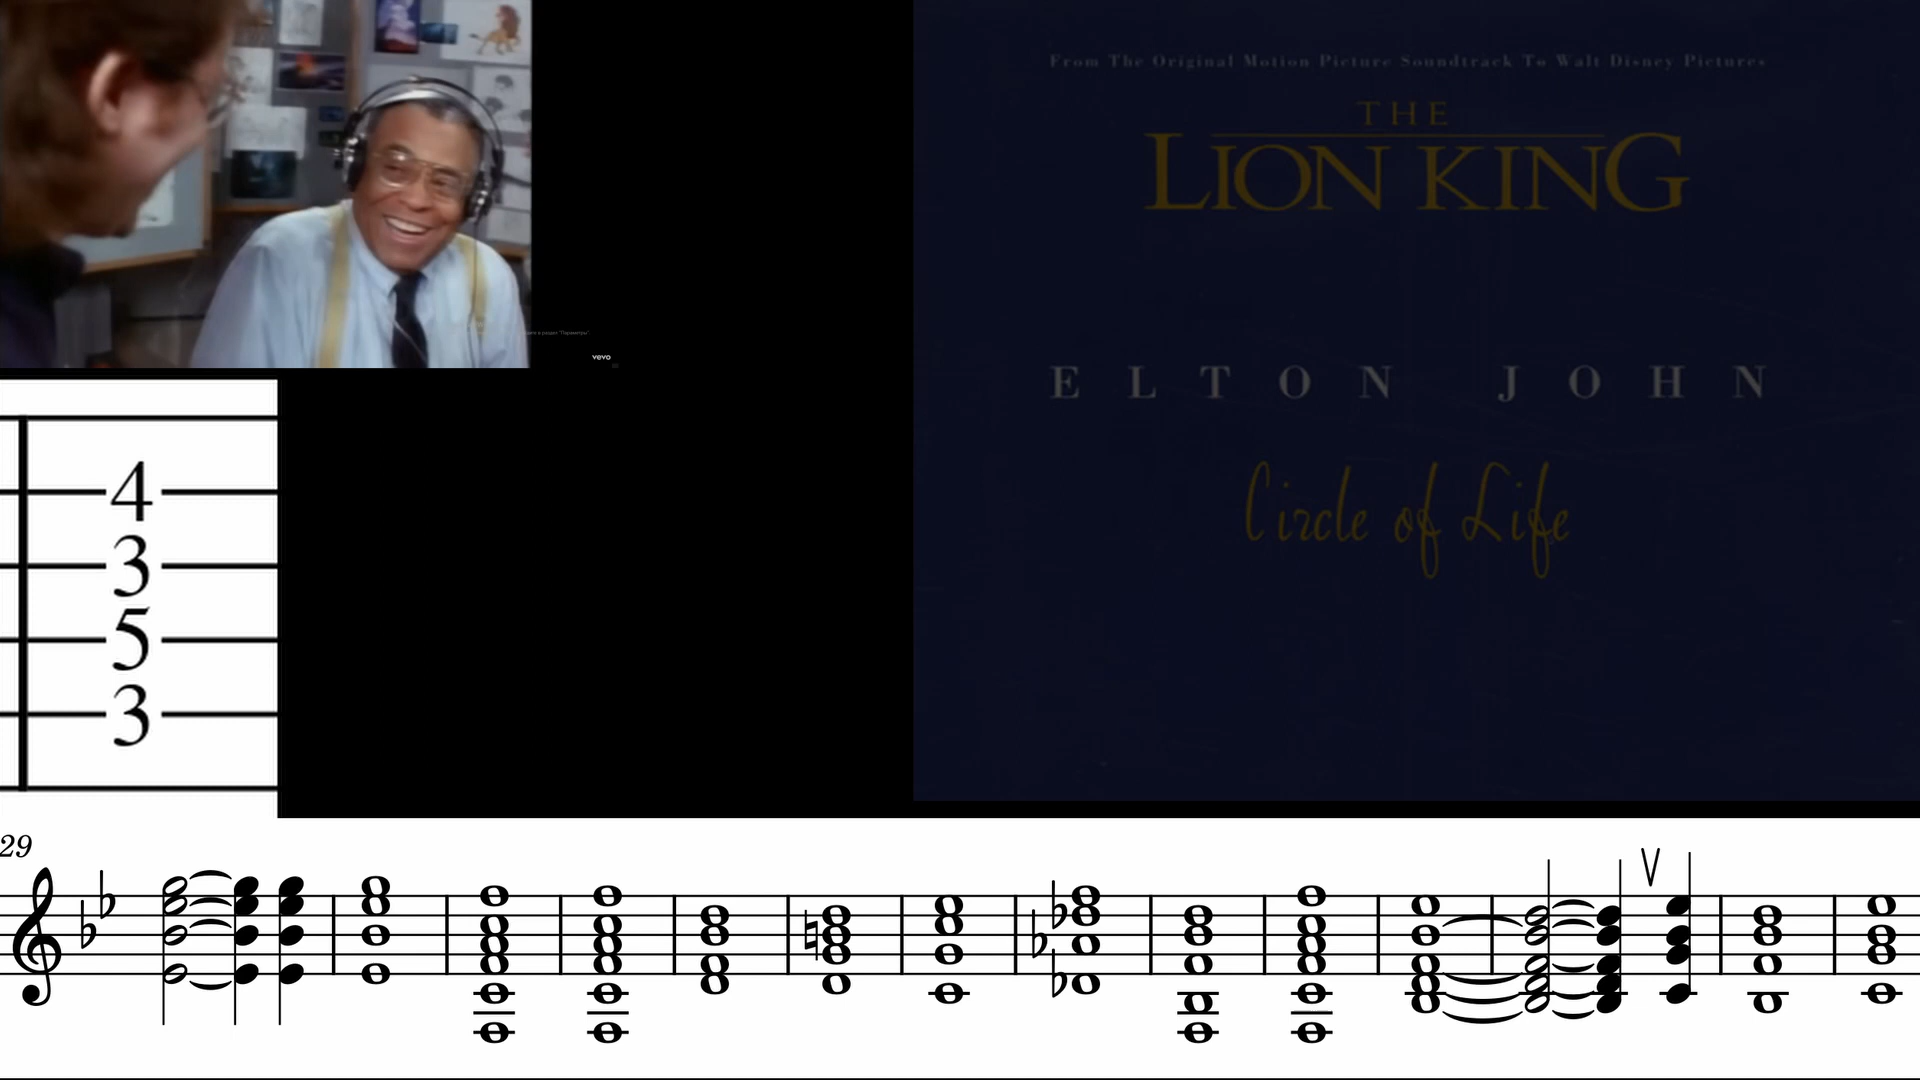 From The Original Motion Picture Soundtrack To Walt Disney Pictures
THE
LION KING
ELTON JOHN
Circle of Life
vevo
4
3
5
3
29